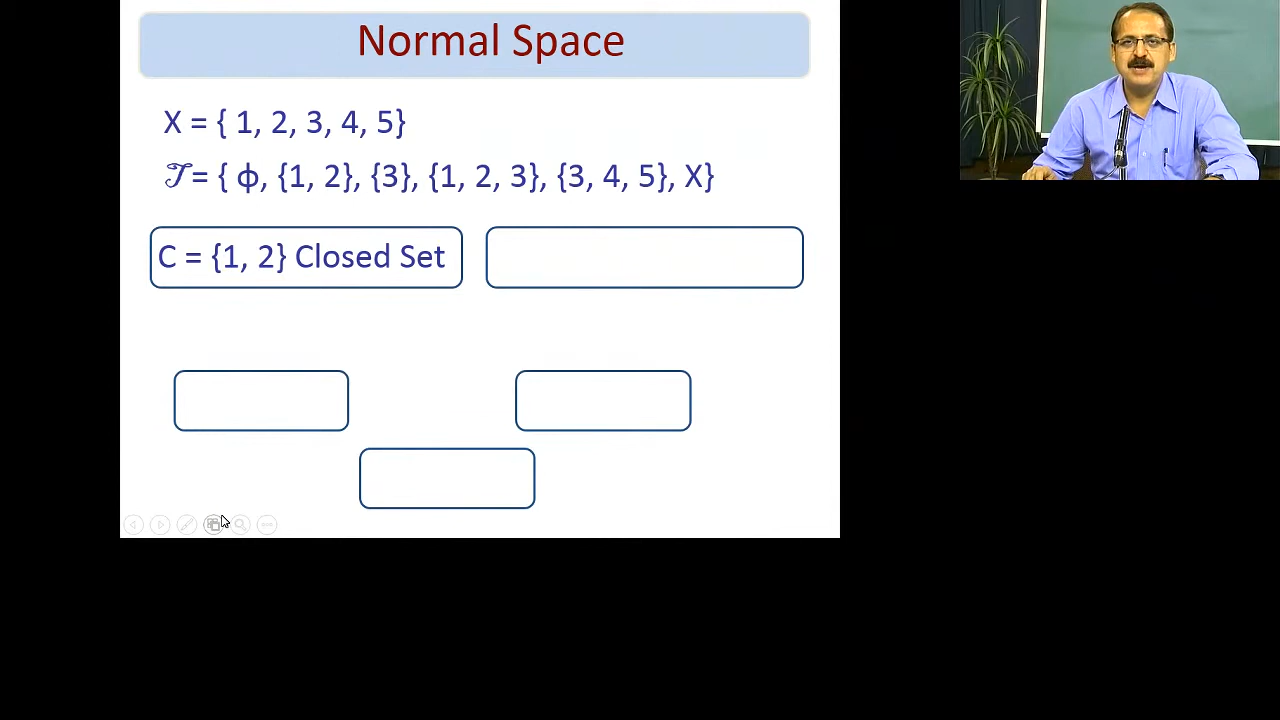 Normal Space
X = { 1, 2, 3, 4, 5}
𝒯 = { ф, {1, 2}, {3}, {1, 2, 3}, {3, 4, 5}, X}
C = {1, 2} Closed Set